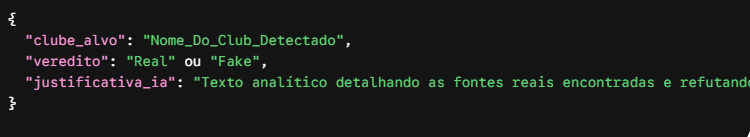 {
"clube_alvo": "Nome_Do_Club_Detectado",
"veredito": "Real" ou "Fake",
"justificativa_ia": "Texto analítico detalhando as fontes reais encontradas e refutando
}